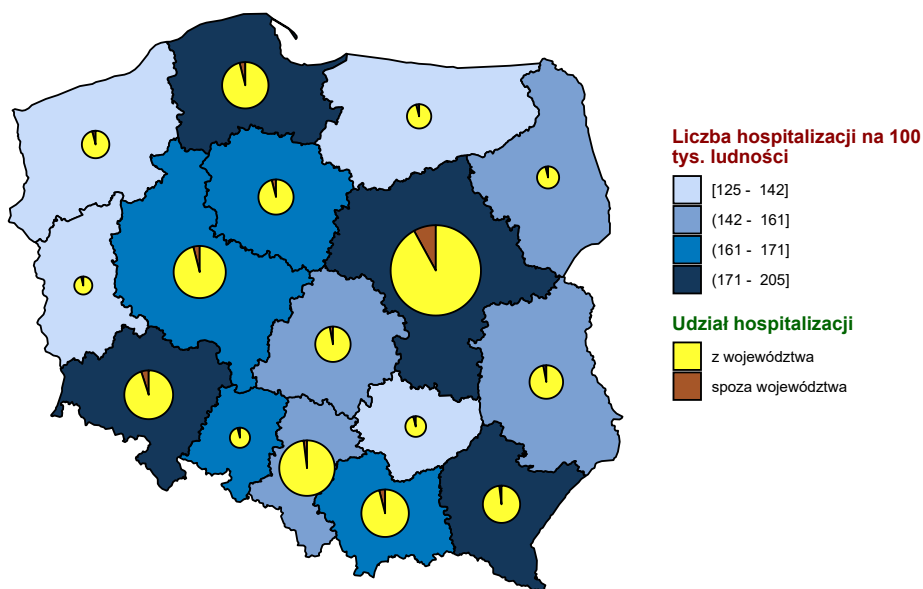 Liczba hospitalizacji na 100
tys. ludności
[125 - 142]
(142 - 161]
(161 - 171]
(171 - 205]
Udział hospitalizacji
z województwa
spoza województwa